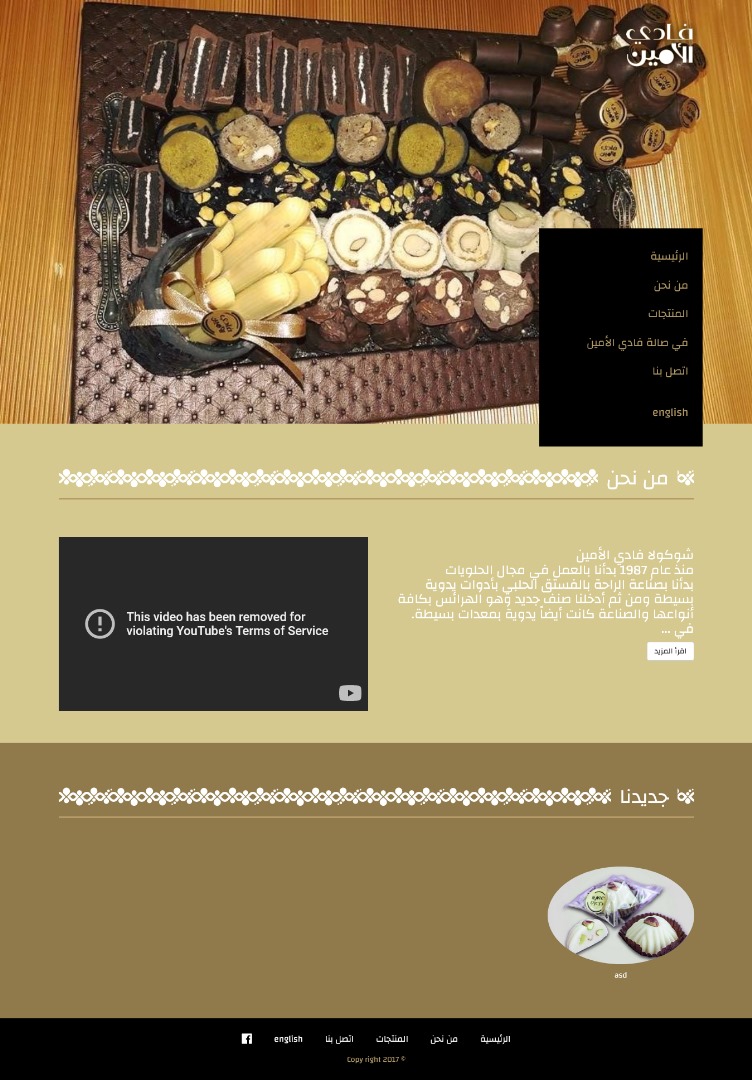 فادي
الأمين
الرئيسية
من نحن
المنتجات
في صالة فادي الأمين
اتصل بنا
english
من نحن
شوكولا فادي الأمين
منذ عام 1987 بدأنا بالعمل في مجال الحلويات
بدأنا بصناعة الراحة بالفستق الحلبي بأدوات يدوية
بسيطة ومن ثم أدخلنا صنف جديد وهو الهرائس بكافة
أنواعها والصناعة كانت أيضاً يدوية بمعدات بسيطة.
في ...
اقرأ المزيد
This video has been removed for
violating YouTube's Terms of Service
جديدنا
asd
الرئيسية
من نحن
المنتجات
اتصل بنا
english
Copy right 2017 ©